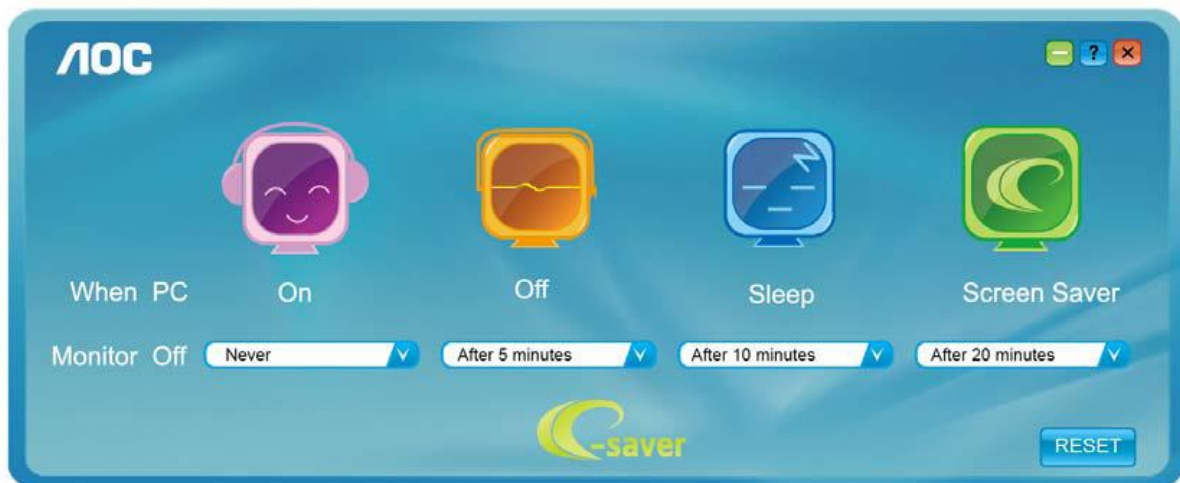 AOC
?
When PC On Off Sleep Screen Saver
Monitor Off Never After 5 minutes After 10 minutes After 20 minutes
e-saver
RESET